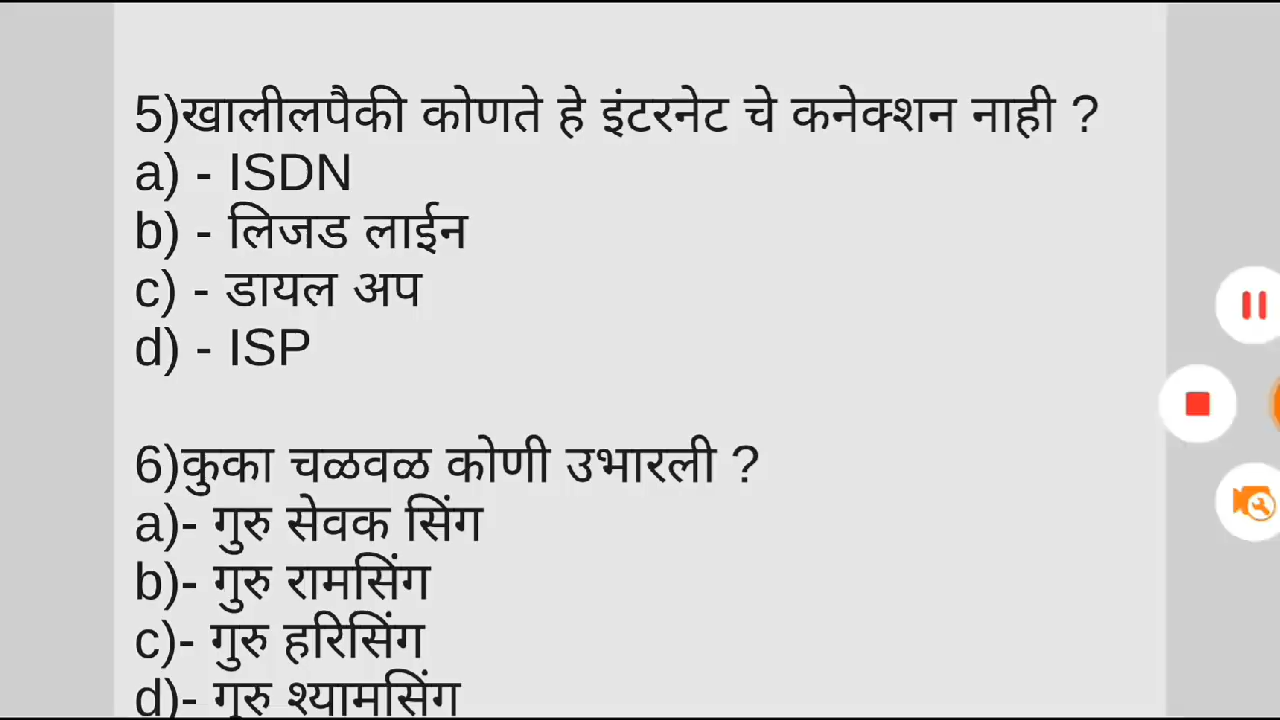 5)खालीलपैकी कोणते हे इंटरनेट चे कनेक्शन नाही ?
a) - ISDN
b) - लिजड लाईन
c) - डायल अप
d) - ISP
6)कुका चळवळ कोणी उभारली ?
a)- गुरु सेवक सिंग
b)- गुरु रामसिंग
c)- गुरु हरिसिंग
d)- गुरु श्यामसिंग